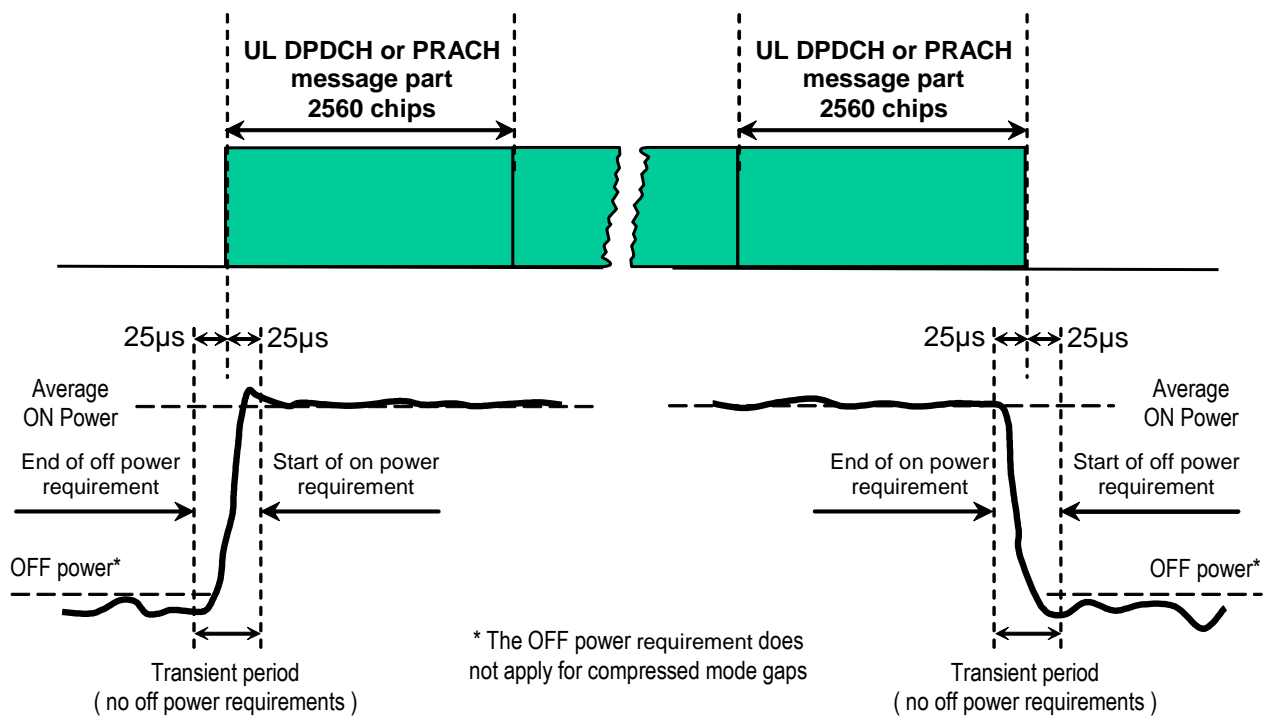 UL DPDCH or PRACH
message part
2560 chips
UL DPDCH or PRACH
message part
2560 chips
25µs
25µs
25µs
25µs
Average
ON Power
Average
ON Power
End of off power
requirement
Start of on power
requirement
End of on power
requirement
Start of off power
requirement
OFF power*
OFF power*
* The OFF power requirement does
not apply for compressed mode gaps
Transient period
( no off power requirements )
Transient period
( no off power requirements )